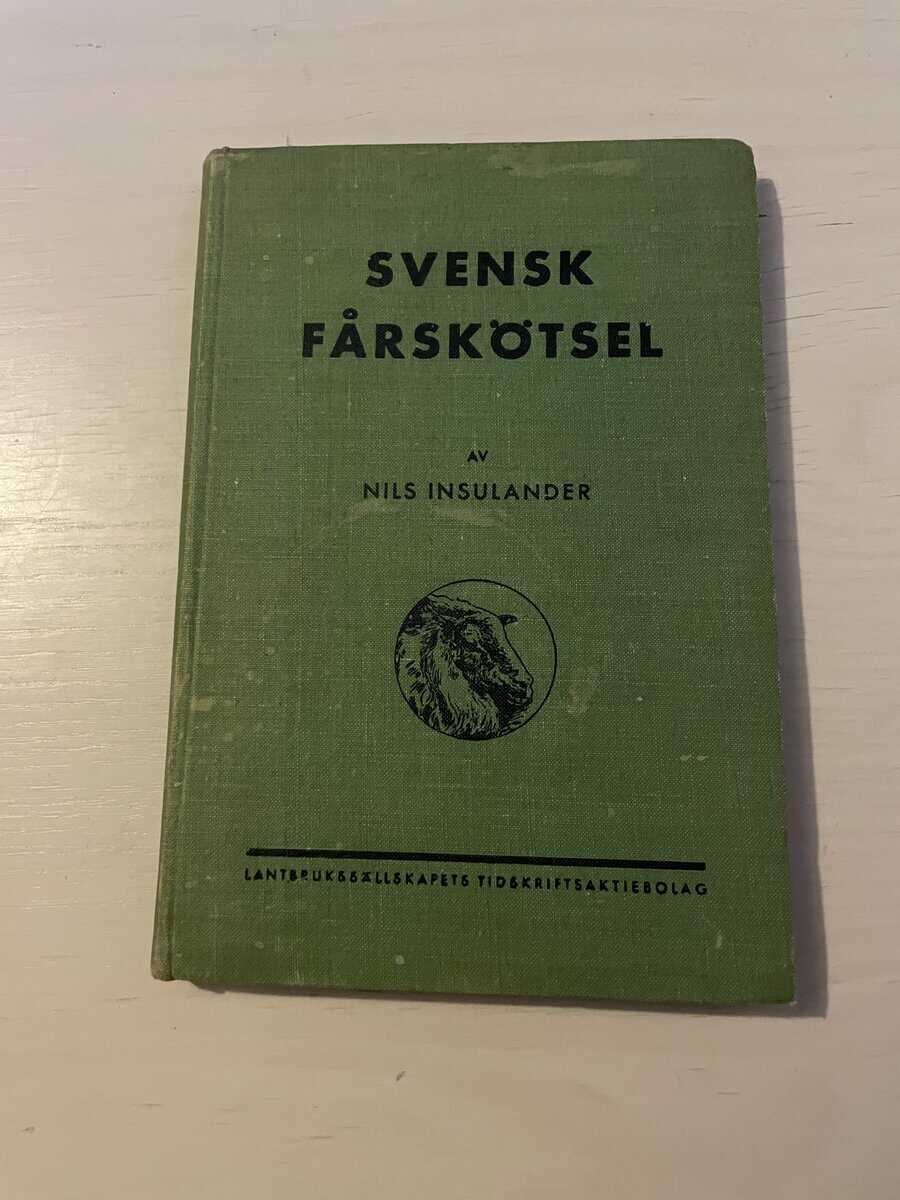 SVENSK
FÅRSKÖTSEL
AV
NILS INSULANDER
LANTBRUKSSÄLLSKAPETS TIDSKRIFTSAKTIEBOLAG